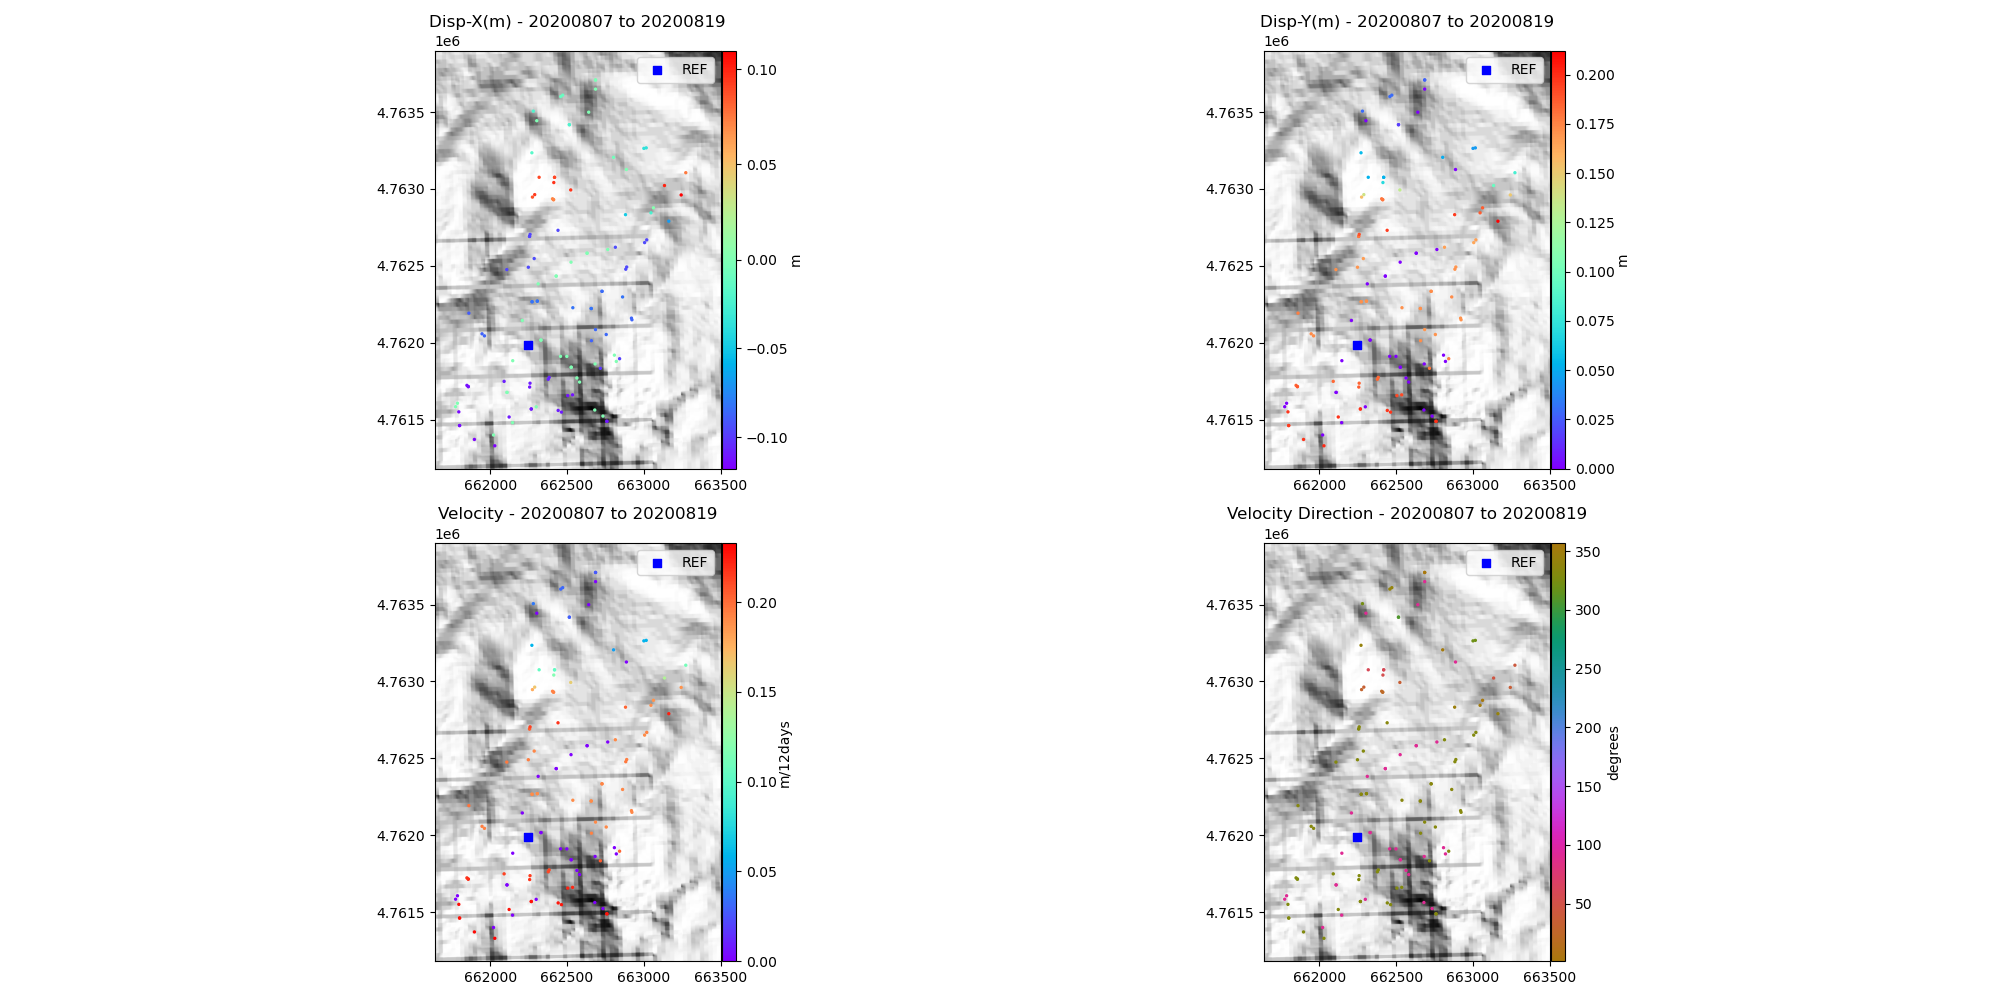 Disp-X(m) - 20200807 to 20200819
1e6
REF
4.7635
4.7630
4.7625
4.7620
4.7615
662000 662500 663000 663500
0.10
0.05
0.00
−0.05
−0.10
m
Disp-Y(m) - 20200807 to 20200819
1e6
REF
4.7635
4.7630
4.7625
4.7620
4.7615
662000 662500 663000 663500
0.200
0.175
0.150
0.125
0.100
0.075
0.050
0.025
0.000
m
Velocity - 20200807 to 20200819
1e6
REF
4.7635
4.7630
4.7625
4.7620
4.7615
662000 662500 663000 663500
0.20
0.15
0.10
0.05
0.00
m/12days
Velocity Direction - 20200807 to 20200819
1e6
REF
4.7635
4.7630
4.7625
4.7620
4.7615
662000 662500 663000 663500
350
300
250
200
150
100
50
degrees